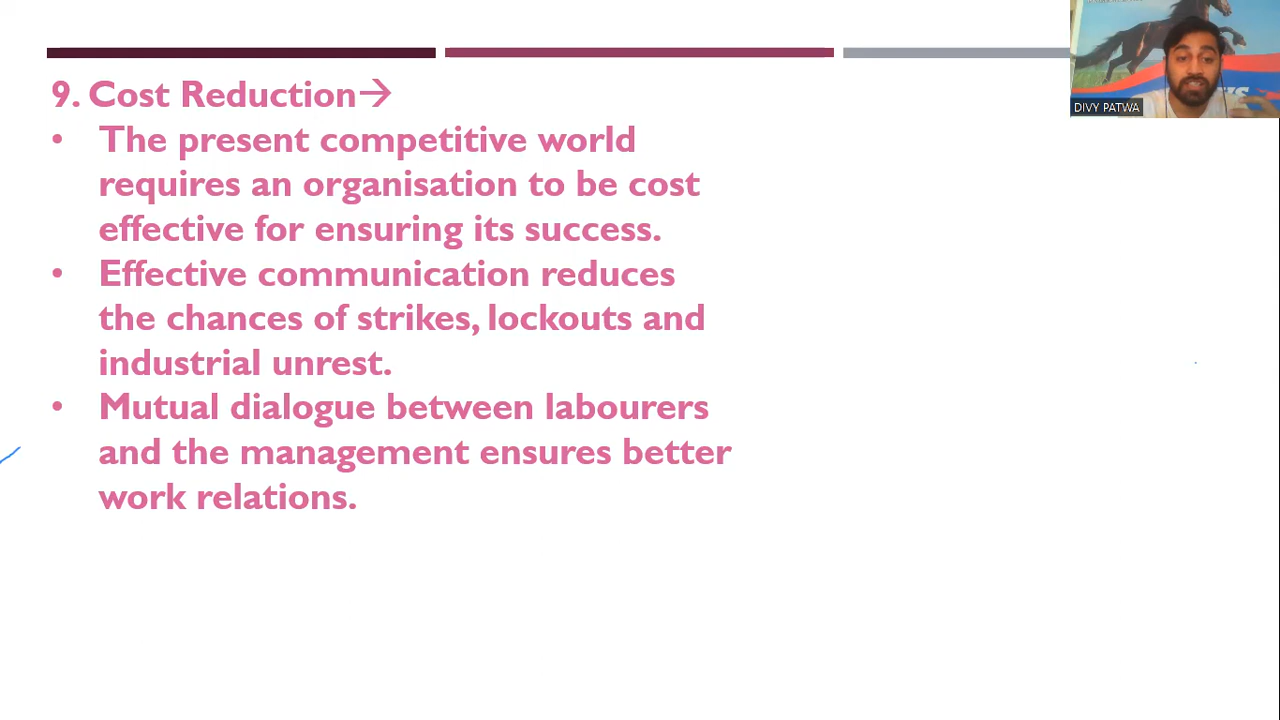 9. Cost Reduction→
• The present competitive world
requires an organisation to be cost
effective for ensuring its success.
• Effective communication reduces
the chances of strikes, lockouts and
industrial unrest.
• Mutual dialogue between labourers
and the management ensures better
work relations.
DIVY PATWA